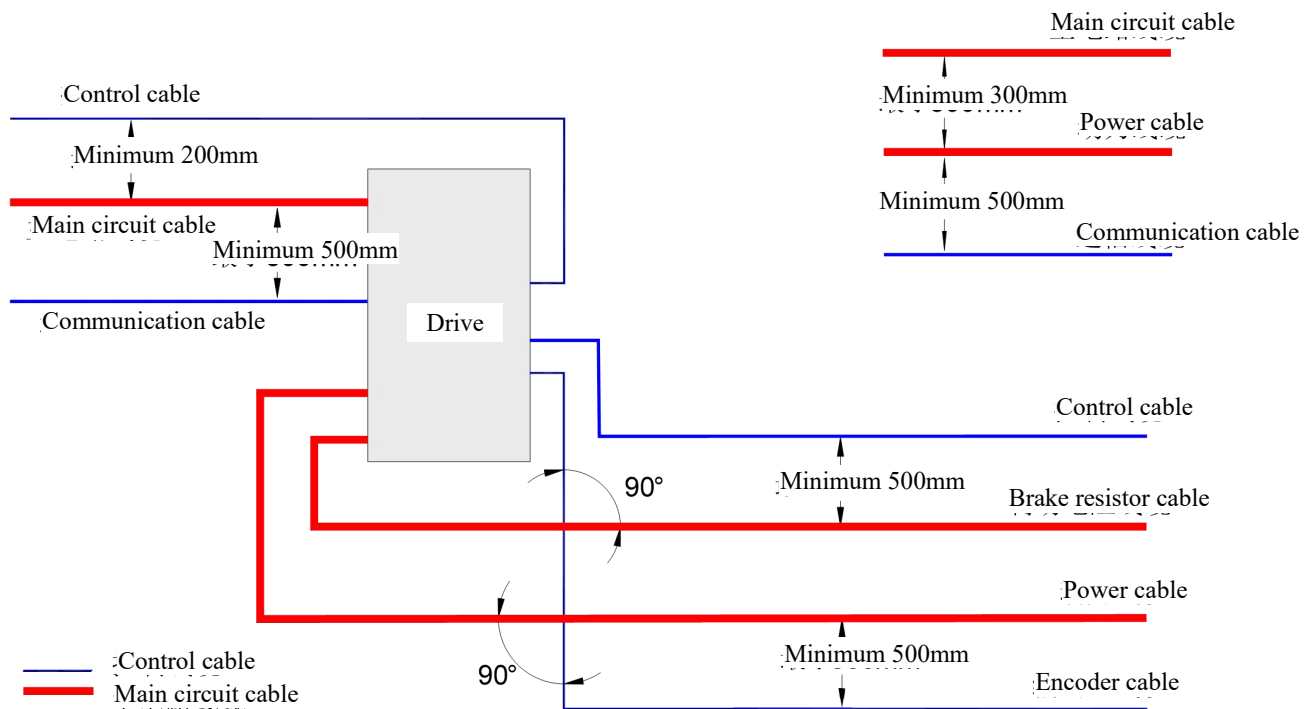 Main circuit cable
Control cable
Minimum 300mm
Power cable
Minimum 200mm
Minimum 500mm
Main circuit cable
Communication cable
Minimum 500mm
Communication cable
Drive
Control cable
90°
Minimum 500mm
Brake resistor cable
Power cable
Minimum 500mm
90°
Encoder cable
Control cable
Main circuit cable